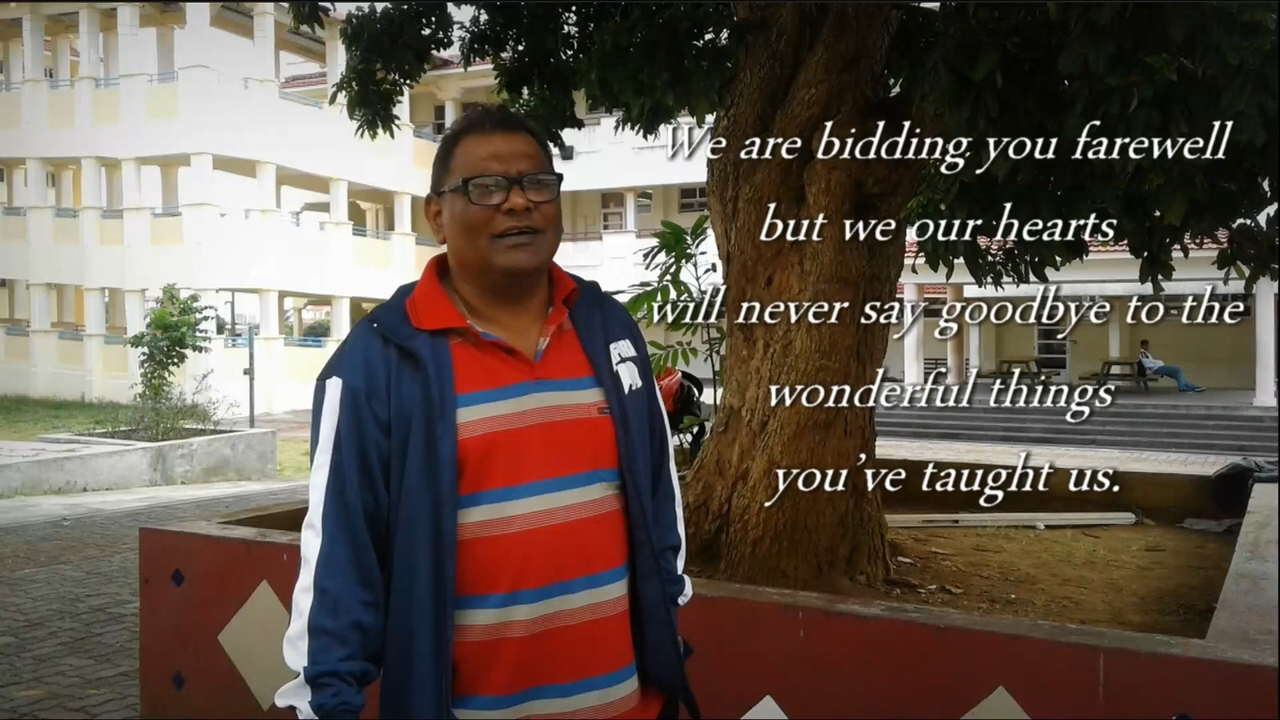 We are bidding you farewell
but we our hearts
will never say goodbye to the
wonderful things
you've taught us.